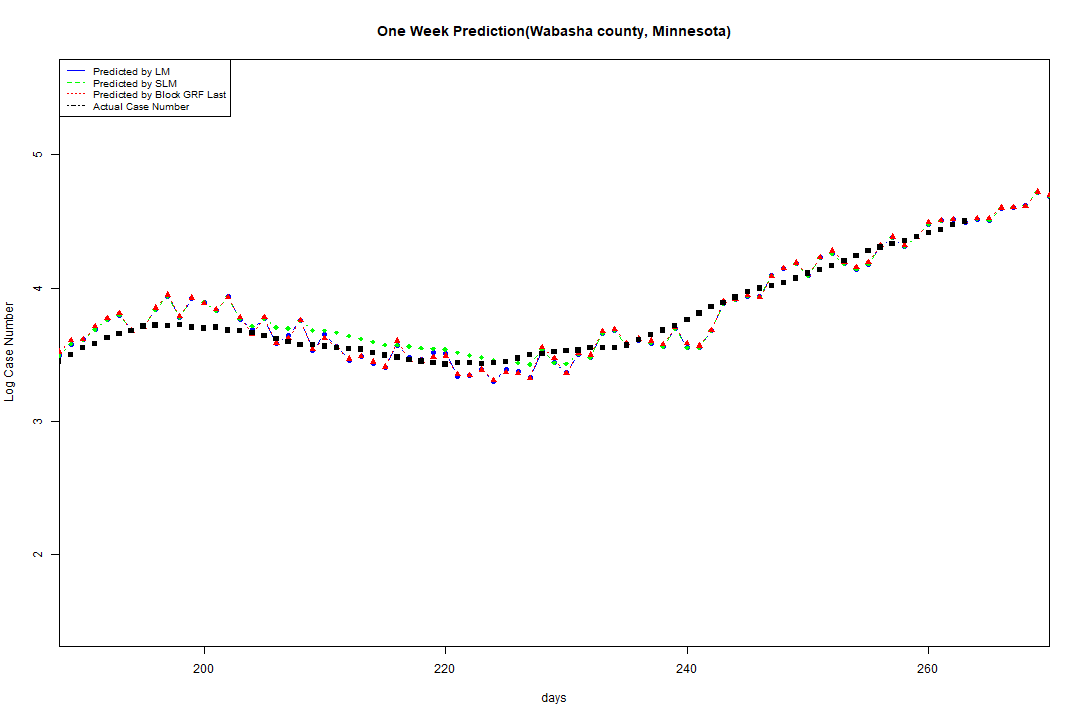 One Week Prediction(Wabasha county, Minnesota)
Predicted by LM
Predicted by SLM
Predicted by Block GRF Last
Actual Case Number
5
4
3
2
Log Case Number
200 220 240 260
days